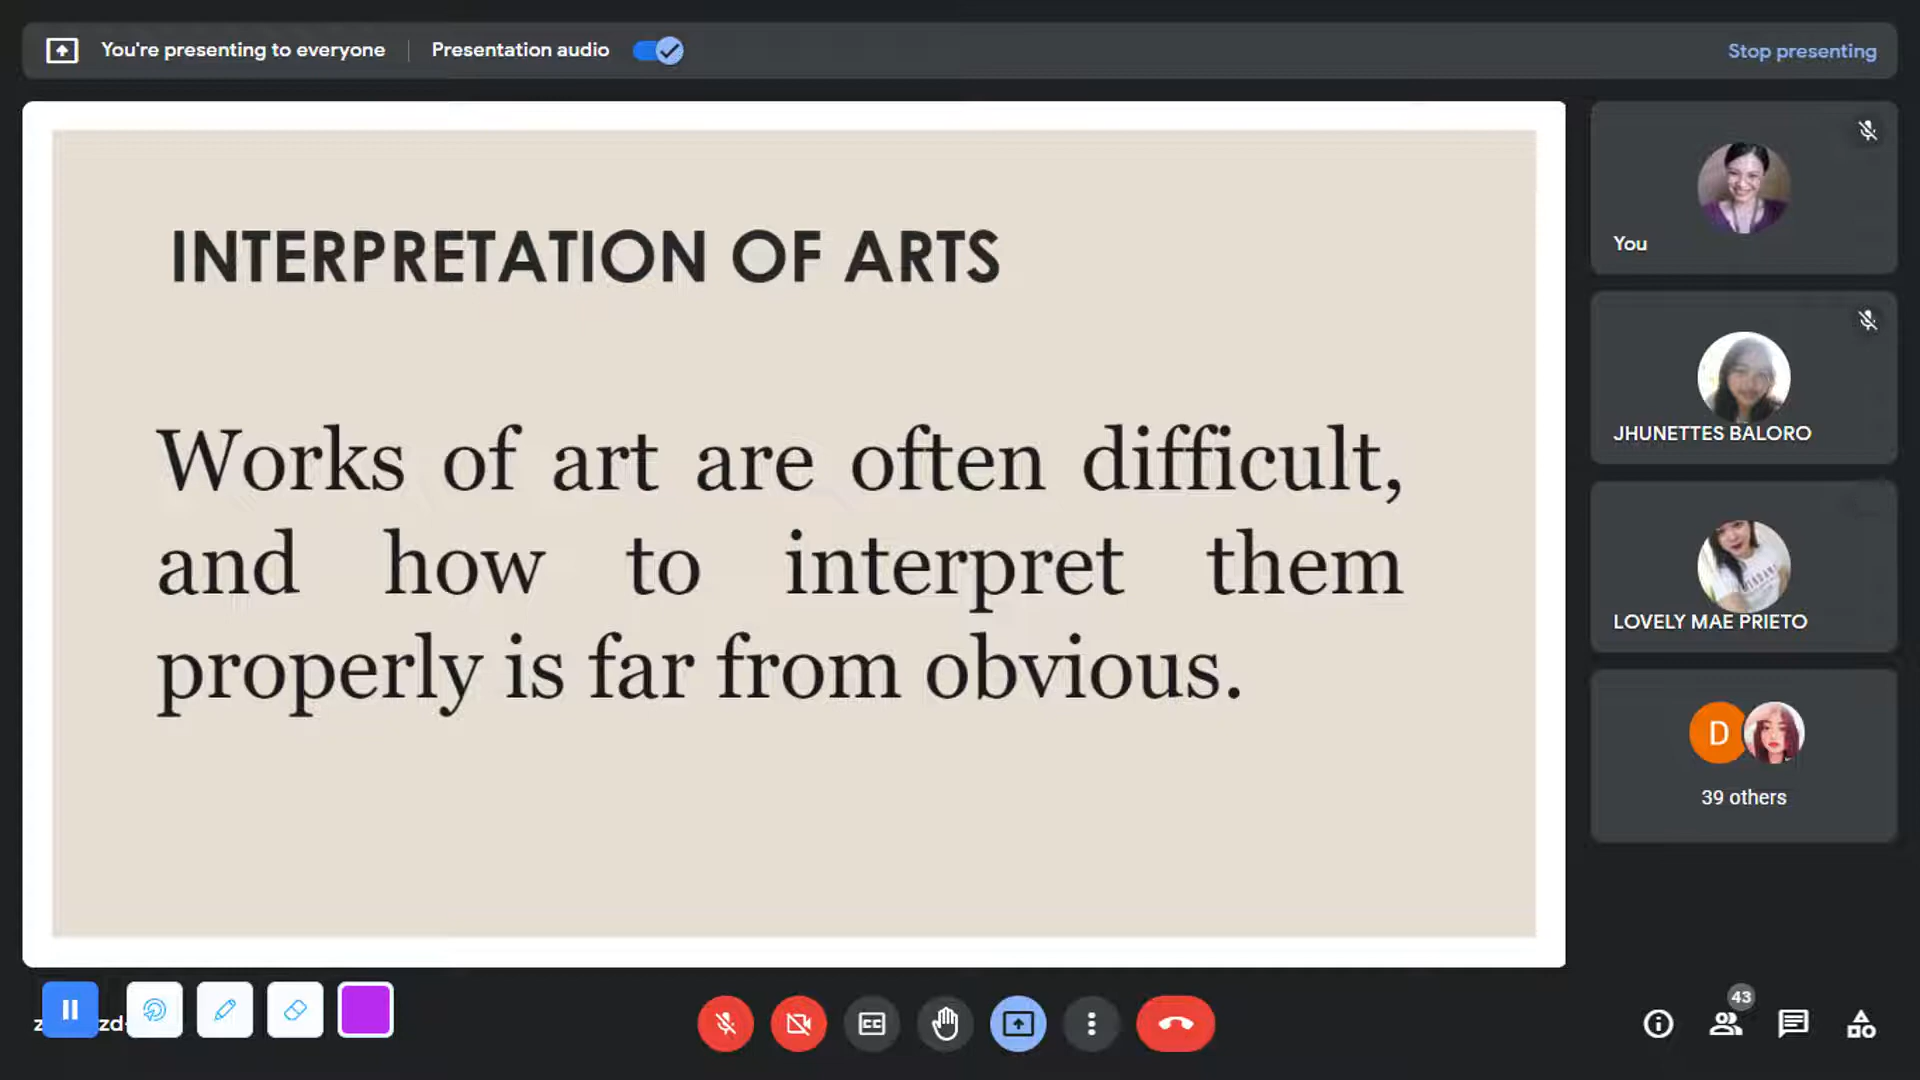 You're presenting to everyone
Presentation audio
Stop presenting
INTERPRETATION OF ARTS
Works of art are often difficult,
and how to interpret them
properly is far from obvious.
You
JHUNETTES BALORO
LOVELY MAE PRIETO
D
39 others
CC
43